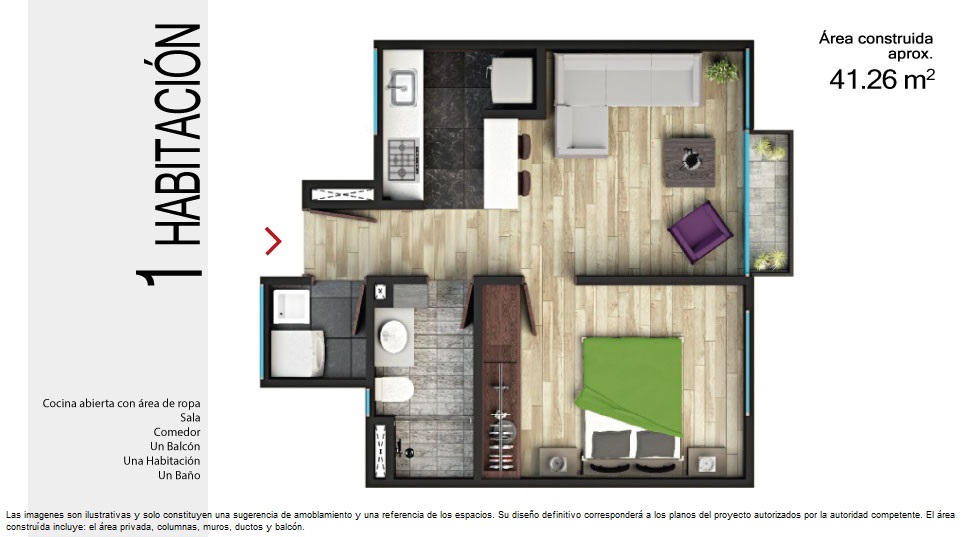 1 HABITACIÓN
Cocina abierta con área de ropa
Sala
Comedor
Un Balcón
Una Habitación
Un Baño
Área construida
aprox.
41.26 m²
Las imagenes son ilustrativas y solo constituyen una sugerencia de amoblamiento y una referencia de los espacios. Su diseño definitivo corresponderá a los planos del proyecto autorizados por la autoridad competente. El área
construida incluye: el área privada, columnas, muros, ductos y balcón.